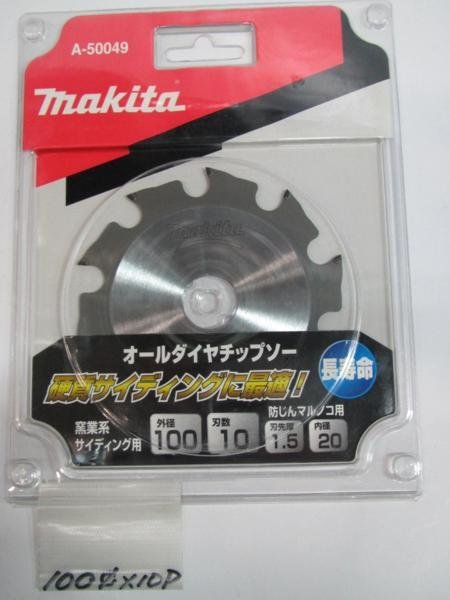 A-50049
makita
makita
オールダイヤチップソー
硬質サイディングに最適!
長寿命
窯業系
サイディング用
外径
100
刃数
10
防じんマルノコ用
刃先厚
1.5
内径
20
100φ×10P